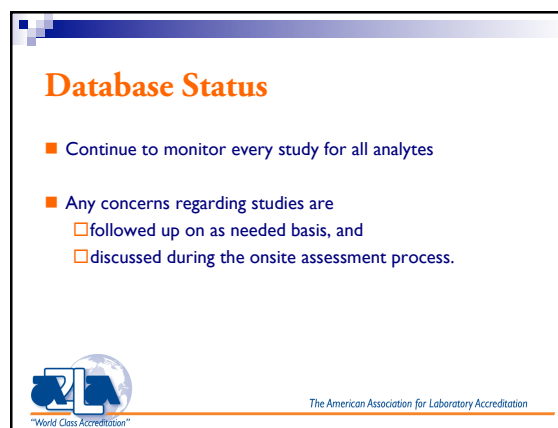 Database Status
Continue to monitor every study for all analytes
Any concerns regarding studies are
followed up on as needed basis, and
discussed during the onsite assessment process.
A2LA
The American Association for Laboratory Accreditation
"World Class Accreditation"